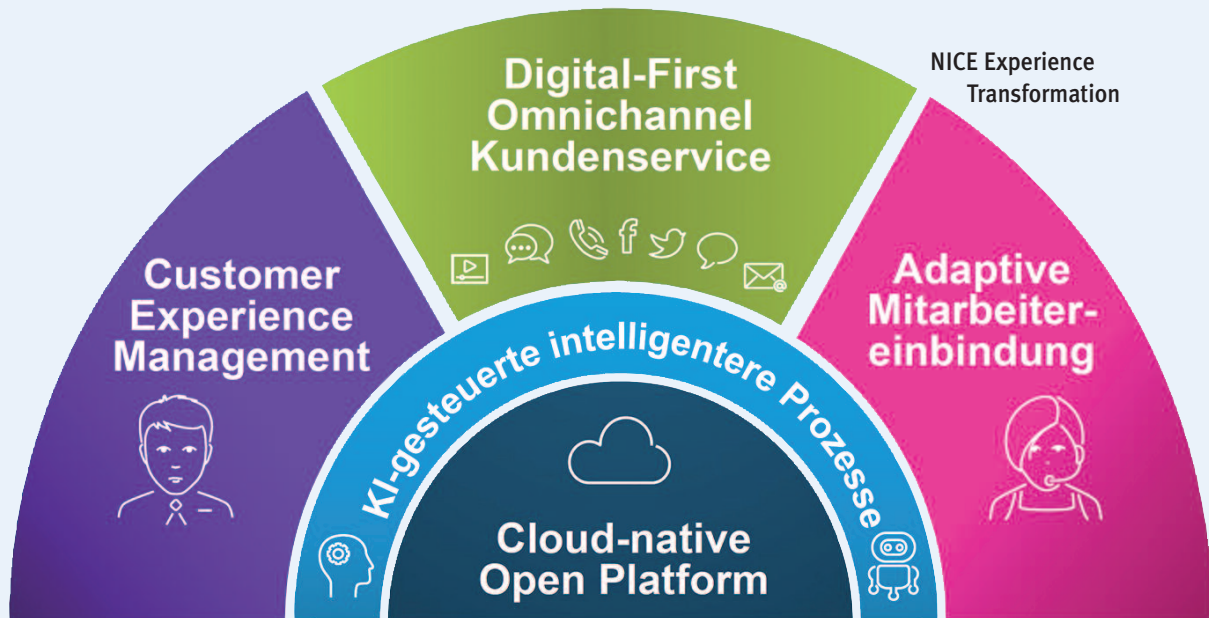 NICE Experience
Transformation
Digital-First
Omnichannel
Kundenservice
Customer
Experience
Management
Adaptive
Mitarbeiter-
einbindung
KI-gesteuerte intelligentere Prozesse
Cloud-native
Open Platform